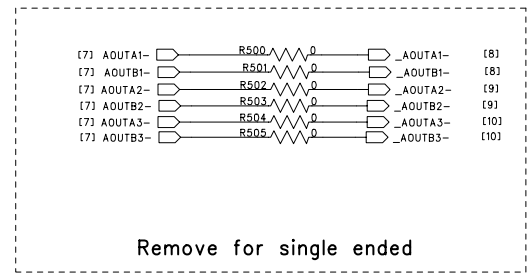 [7] AOUTA1- R500 0 _AOUTA1- [8]
[7] AOUTB1- R501 0 _AOUTB1- [8]
[7] AOUTA2- R502 0 _AOUTA2- [9]
[7] AOUTB2- R503 0 _AOUTB2- [9]
[7] AOUTA3- R504 0 _AOUTA3- [10]
[7] AOUTB3- R505 0 _AOUTB3- [10]
Remove for single ended